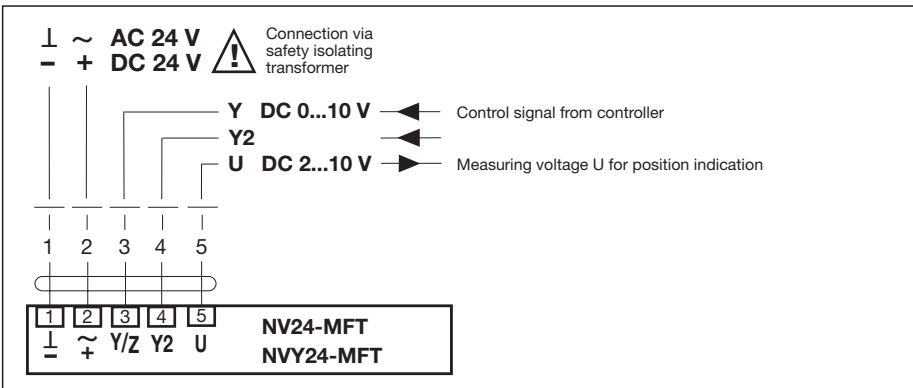 ⊥ ~ AC 24 V
– + DC 24 V
Connection via
safety isolating
transformer
Y DC 0...10 V
Control signal from controller
Y2
U DC 2...10 V
Measuring voltage U for position indication
1 2 3 4 5
1 2 3 4 5
⊥ ~ Y/Z Y2 U
– +
NV24-MFT
NVY24-MFT